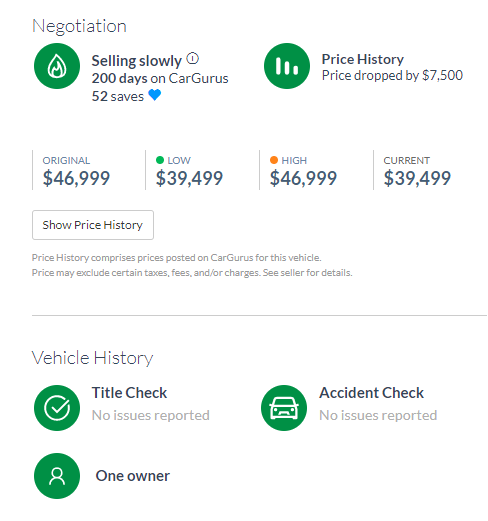 Negotiation
Selling slowly
200 days on CarGurus
52 saves
Price History
Price dropped by $7,500
ORIGINAL
$46,999
LOW
$39,499
HIGH
$46,999
CURRENT
$39,499
Show Price History
Price History comprises prices posted on CarGurus for this vehicle.
Price may exclude certain taxes, fees, and/or charges. See seller for details.
Vehicle History
Title Check
No issues reported
Accident Check
No issues reported
One owner